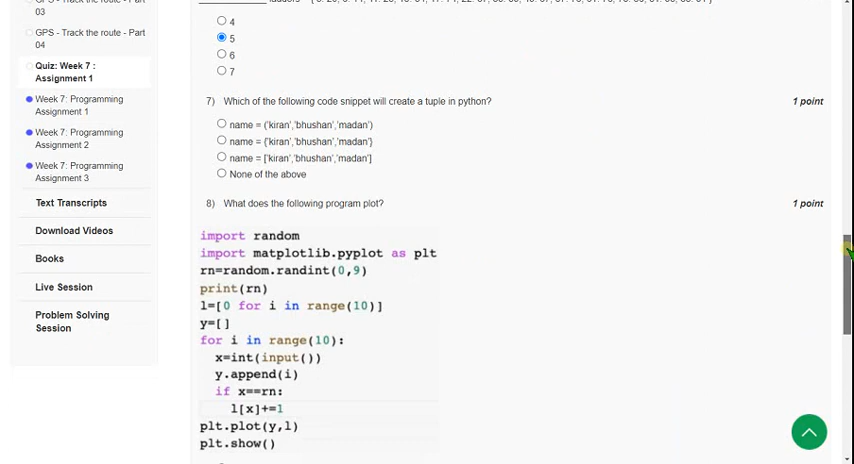 03
GPS - Track the route - Part
04
Quiz: Week 7 :
Assignment 1
Week 7: Programming
Assignment 1
Week 7: Programming
Assignment 2
Week 7: Programming
Assignment 3
Text Transcripts
Download Videos
Books
Live Session
Problem Solving
Session
4
5
6
7
7) Which of the following code snippet will create a tuple in python? 1 point
name = ('kiran','bhushan','madan')
name = {'kiran','bhushan','madan'}
name = ['kiran','bhushan','madan']
None of the above
8) What does the following program plot? 1 point
import random
import matplotlib.pyplot as plt
rn=random.randint(0,9)
print(rn)
l=[0 for i in range(10)]
y=[]
for i in range(10):
x=int(input())
y.append(i)
if x==rn:
l[x]+=1
plt.plot(y,l)
plt.show()